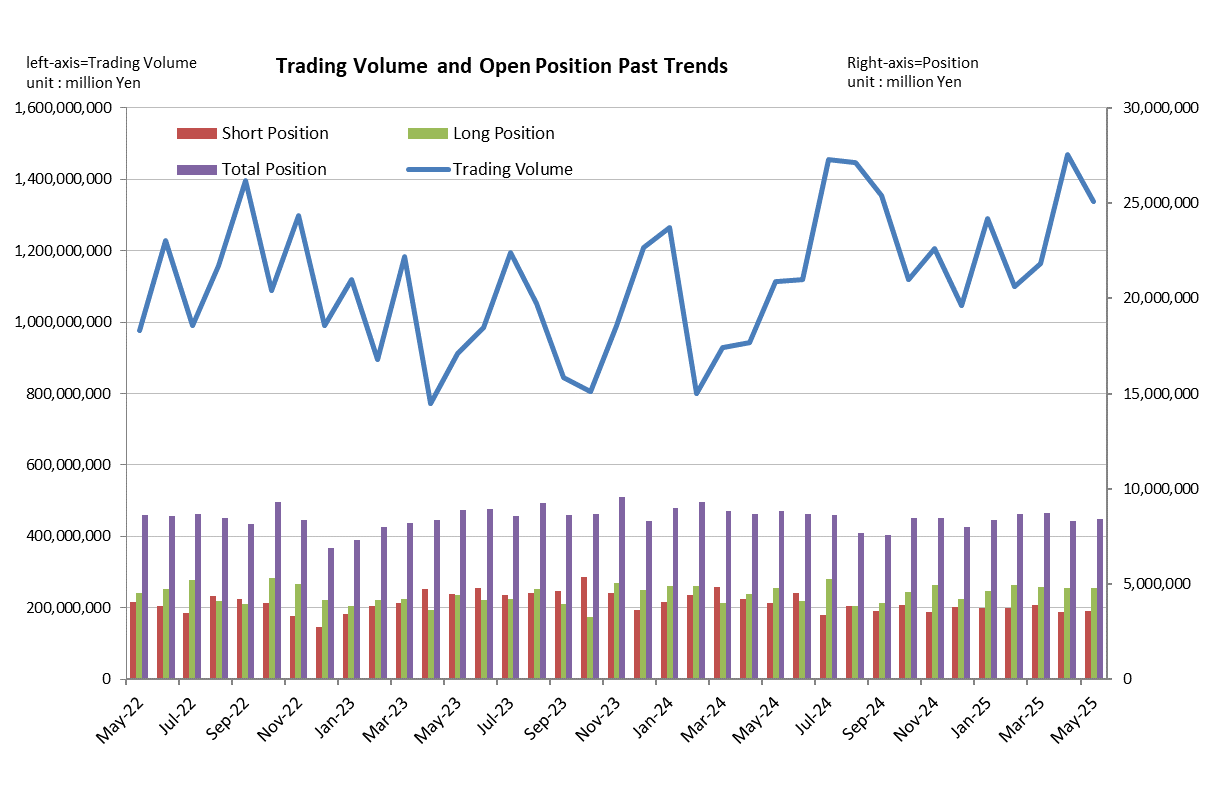 left-axis=Trading Volume
unit : million Yen
Trading Volume and Open Position Past Trends
Right-axis=Position
unit : million Yen
1,600,000,000
1,400,000,000
1,200,000,000
1,000,000,000
800,000,000
600,000,000
400,000,000
200,000,000
0
Short Position
Long Position
Total Position
Trading Volume
30,000,000
25,000,000
20,000,000
15,000,000
10,000,000
5,000,000
0
May-22
Jul-22
Sep-22
Nov-22
Jan-23
Mar-23
May-23
Jul-23
Sep-23
Nov-23
Jan-24
Mar-24
May-24
Jul-24
Sep-24
Nov-24
Jan-25
Mar-25
May-25